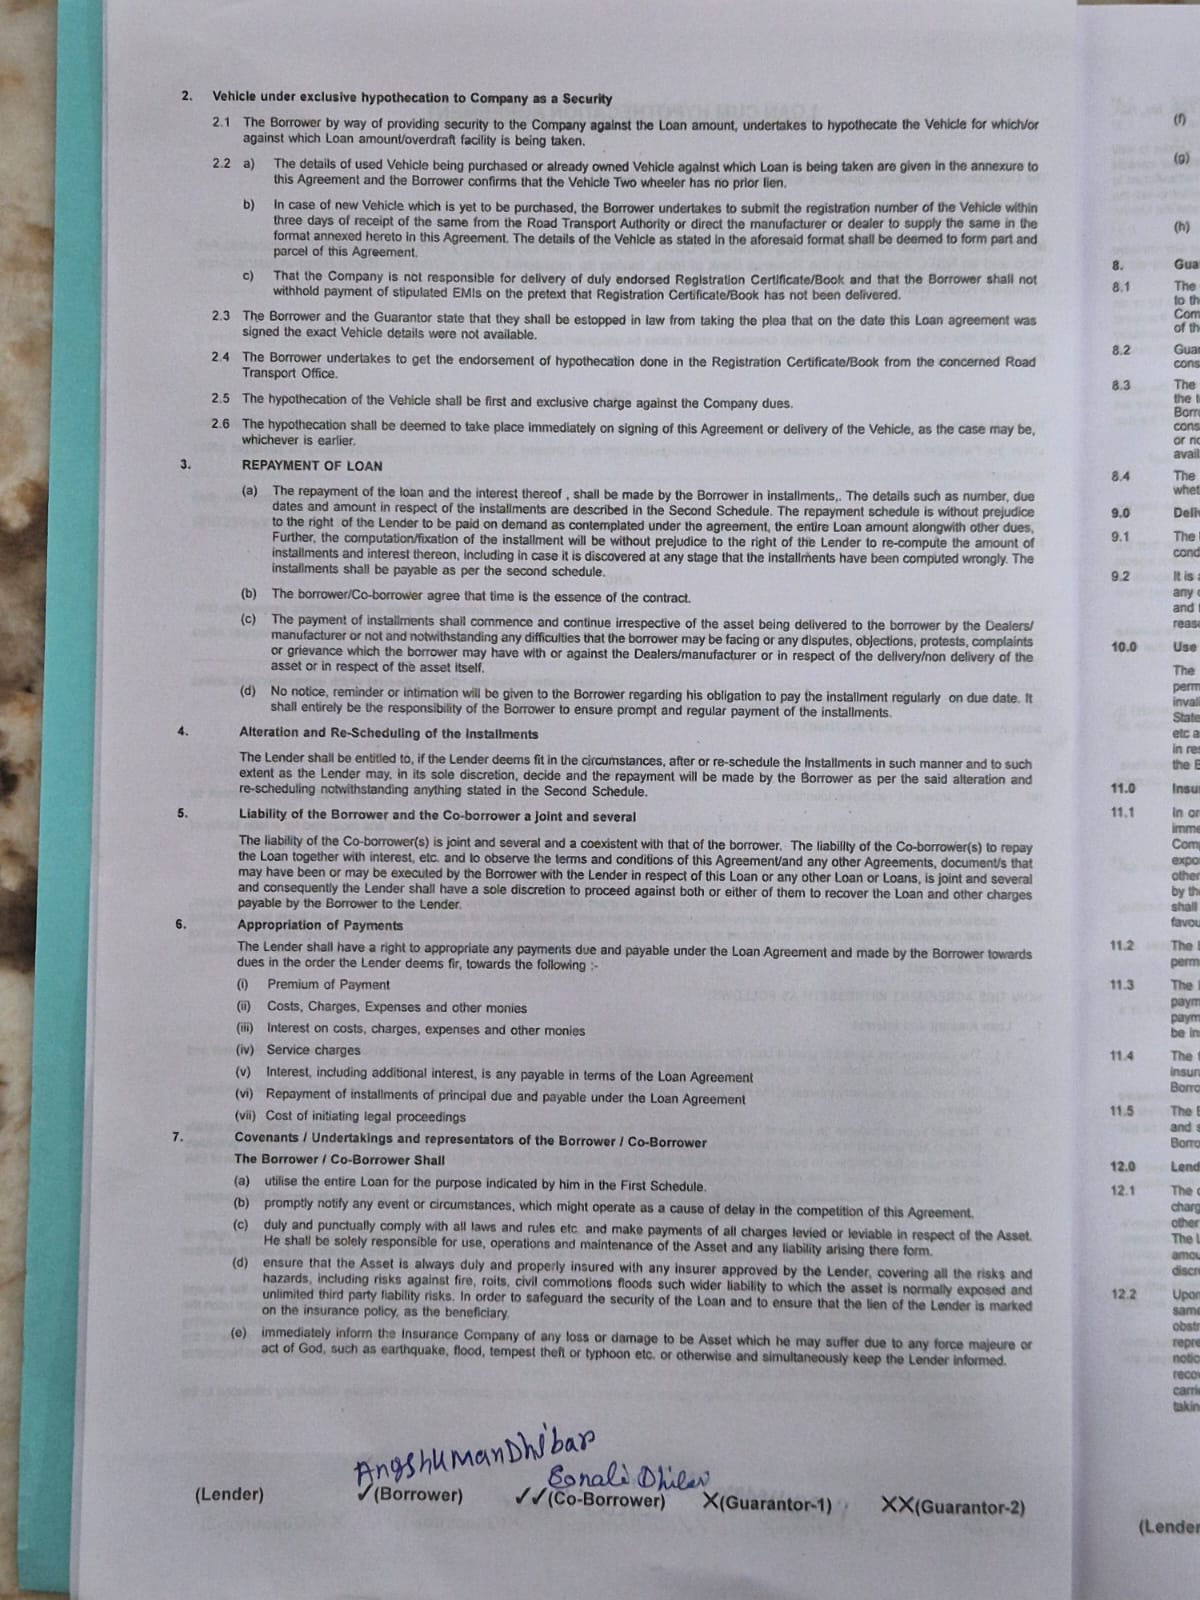 2. Vehicle under exclusive hypothecation to Company as a Security
2.1 The Borrower by way of providing security to the Company against the Loan amount, undertakes to hypothecate the Vehicle for which/or
against which Loan amount/overdraft facility is being taken.
2.2 a) The details of used Vehicle being purchased or already owned Vehicle against which Loan is being taken are given in the annexure to
this Agreement and the Borrower confirms that the Vehicle Two wheeler has no prior lien.
b) In case of new Vehicle which is yet to be purchased, the Borrower undertakes to submit the registration number of the Vehicle within
three days of receipt of the same from the Road Transport Authority or direct the manufacturer or dealer to supply the same in the
format annexed hereto in this Agreement. The details of the Vehicle as stated in the aforesaid format shall be deemed to form part and
parcel of this Agreement.
c) That the Company is not responsible for delivery of duly endorsed Registration Certificate/Book and that the Borrower shall not
withhold payment of stipulated EMIs on the pretext that Registration Certificate/Book has not been delivered.
2.3 The Borrower and the Guarantor state that they shall be estopped in law from taking the plea that on the date this Loan agreement was
signed the exact Vehicle details were not available.
2.4 The Borrower undertakes to get the endorsement of hypothecation done in the Registration Certificate/Book from the concerned Road
Transport Office.
2.5 The hypothecation of the Vehicle shall be first and exclusive charge against the Company dues.
2.6 The hypothecation shall be deemed to take place immediately on signing of this Agreement or delivery of the Vehicle, as the case may be,
whichever is earlier.
3. REPAYMENT OF LOAN
(a) The repayment of the loan and the interest thereof , shall be made by the Borrower in installments,. The details such as number, due
dates and amount in respect of the installments are described in the Second Schedule. The repayment schedule is without prejudice
to the right of the Lender to be paid on demand as contemplated under the agreement, the entire Loan amount alongwith other dues,
Further, the computation/fixation of the installment will be without prejudice to the right of the Lender to re-compute the amount of
installments and interest thereon, including in case it is discovered at any stage that the installments have been computed wrongly. The
installments shall be payable as per the second schedule.
(b) The borrower/Co-borrower agree that time is the essence of the contract.
(c) The payment of installments shall commence and continue irrespective of the asset being delivered to the borrower by the Dealers/
manufacturer or not and notwithstanding any difficulties that the borrower may be facing or any disputes, objections, protests, complaints
or grievance which the borrower may have with or against the Dealers/manufacturer or in respect of the delivery/non delivery of the
asset or in respect of the asset itself.
(d) No notice, reminder or intimation will be given to the Borrower regarding his obligation to pay the installment regularly on due date. It
shall entirely be the responsibility of the Borrower to ensure prompt and regular payment of the installments.
4. Alteration and Re-Scheduling of the Installments
The Lender shall be entitled to, if the Lender deems fit in the circumstances, after or re-schedule the Installments in such manner and to such
extent as the Lender may, in its sole discretion, decide and the repayment will be made by the Borrower as per the said alteration and
re-scheduling notwithstanding anything stated in the Second Schedule.
5. Liability of the Borrower and the Co-borrower a joint and several
The liability of the Co-borrower(s) is joint and several and a coexistent with that of the borrower. The liability of the Co-borrower(s) to repay
the Loan together with interest, etc. and to observe the terms and conditions of this Agreement/and any other Agreements, document/s that
may have been or may be executed by the Borrower with the Lender in respect of this Loan or any other Loan or Loans, is joint and several
and consequently the Lender shall have a sole discretion to proceed against both or either of them to recover the Loan and other charges
payable by the Borrower to the Lender.
6. Appropriation of Payments
The Lender shall have a right to appropriate any payments due and payable under the Loan Agreement and made by the Borrower towards
dues in the order the Lender deems fir, towards the following :-
(i) Premium of Payment
(ii) Costs, Charges, Expenses and other monies
(iii) Interest on costs, charges, expenses and other monies
(iv) Service charges
(v) Interest, including additional interest, is any payable in terms of the Loan Agreement
(vi) Repayment of installments of principal due and payable under the Loan Agreement
(vii) Cost of initiating legal proceedings
7. Covenants / Undertakings and representators of the Borrower / Co-Borrower
The Borrower / Co-Borrower Shall
(a) utilise the entire Loan for the purpose indicated by him in the First Schedule.
(b) promptly notify any event or circumstances, which might operate as a cause of delay in the competition of this Agreement.
(c) duly and punctually comply with all laws and rules etc. and make payments of all charges levied or leviable in respect of the Asset.
He shall be solely responsible for use, operations and maintenance of the Asset and any liability arising there form.
(d) ensure that the Asset is always duly and properly insured with any insurer approved by the Lender, covering all the risks and
hazards, including risks against fire, roits, civil commotions floods such wider liability to which the asset is normally exposed and
unlimited third party liability risks. In order to safeguard the security of the Loan and to ensure that the lien of the Lender is marked
on the insurance policy, as the beneficiary.
(e) immediately inform the Insurance Company of any loss or damage to be Asset which he may suffer due to any force majeure or
act of God, such as earthquake, flood, tempest theft or typhoon etc. or otherwise and simultaneously keep the Lender informed.
Angshuman Dhibar
Sonali Dhibar
(Lender) ✓(Borrower) ✓✓(Co-Borrower) X(Guarantor-1) XX(Guarantor-2)
(f)
(g)
(h)
8.
8.1 The
to th
of th
8.2
8.3 The
8.4 The
9.0
9.1 The
9.2 It is
and
10.0 Use
The
State
etc a
in
11.0
11.1 In
other
by
shall
11.2 The
11.3 The
be in
11.4 The
11.5 The
and
12.0
12.1 The
other
The
12.2 Upon
(Lender